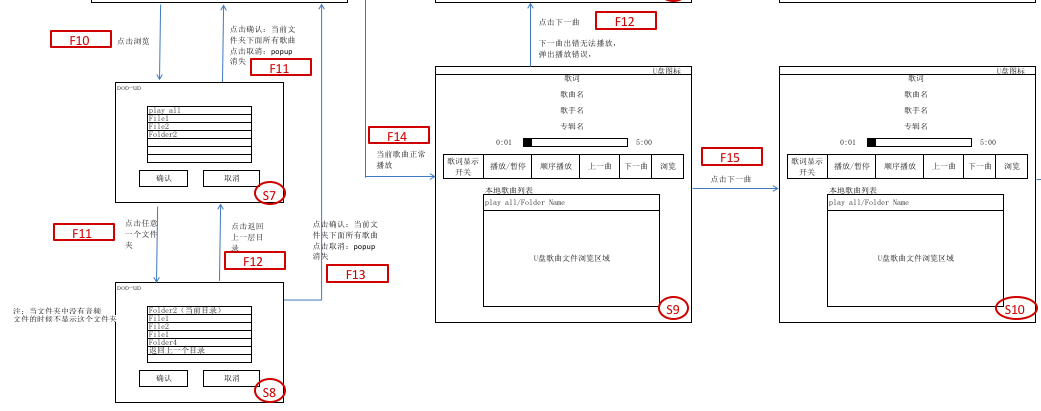 F10
点击浏览
点击确认：当前文
件夹下面所有歌曲
点击取消：popup
消失
F11
pop-up
play all
File1
File2
Folder2
确认
取消
S7
F11
点击任意
一个文件
夹
点击返回
上一层目
录
F12
点击确认：当前文
件夹下面所有歌曲
点击取消：popup
消失
F13
注：当文件夹中没有音频
文件的时候不显示这个文件夹
pop-up
Folder2（当前目录）
File1
File2
File1
Folder4
返回上一个目录
确认
取消
S8
F14
当前歌曲正常
播放
点击下一曲
F12
下一曲出错无法播放，
弹出播放错误，
U盘图标
歌词
歌曲名
歌手名
专辑名
0:01
5:00
歌词显示
开关
播放/暂停
顺序播放
上一曲
下一曲
浏览
本地歌曲列表
play all/Folder Name
U盘歌曲文件浏览区域
S9
F15
点击下一曲
U盘图标
歌词
歌曲名
歌手名
专辑名
0:01
5:00
歌词显示
开关
播放/暂停
顺序播放
上一曲
下一曲
浏览
本地歌曲列表
play all/Folder Name
U盘歌曲文件浏览区域
S10